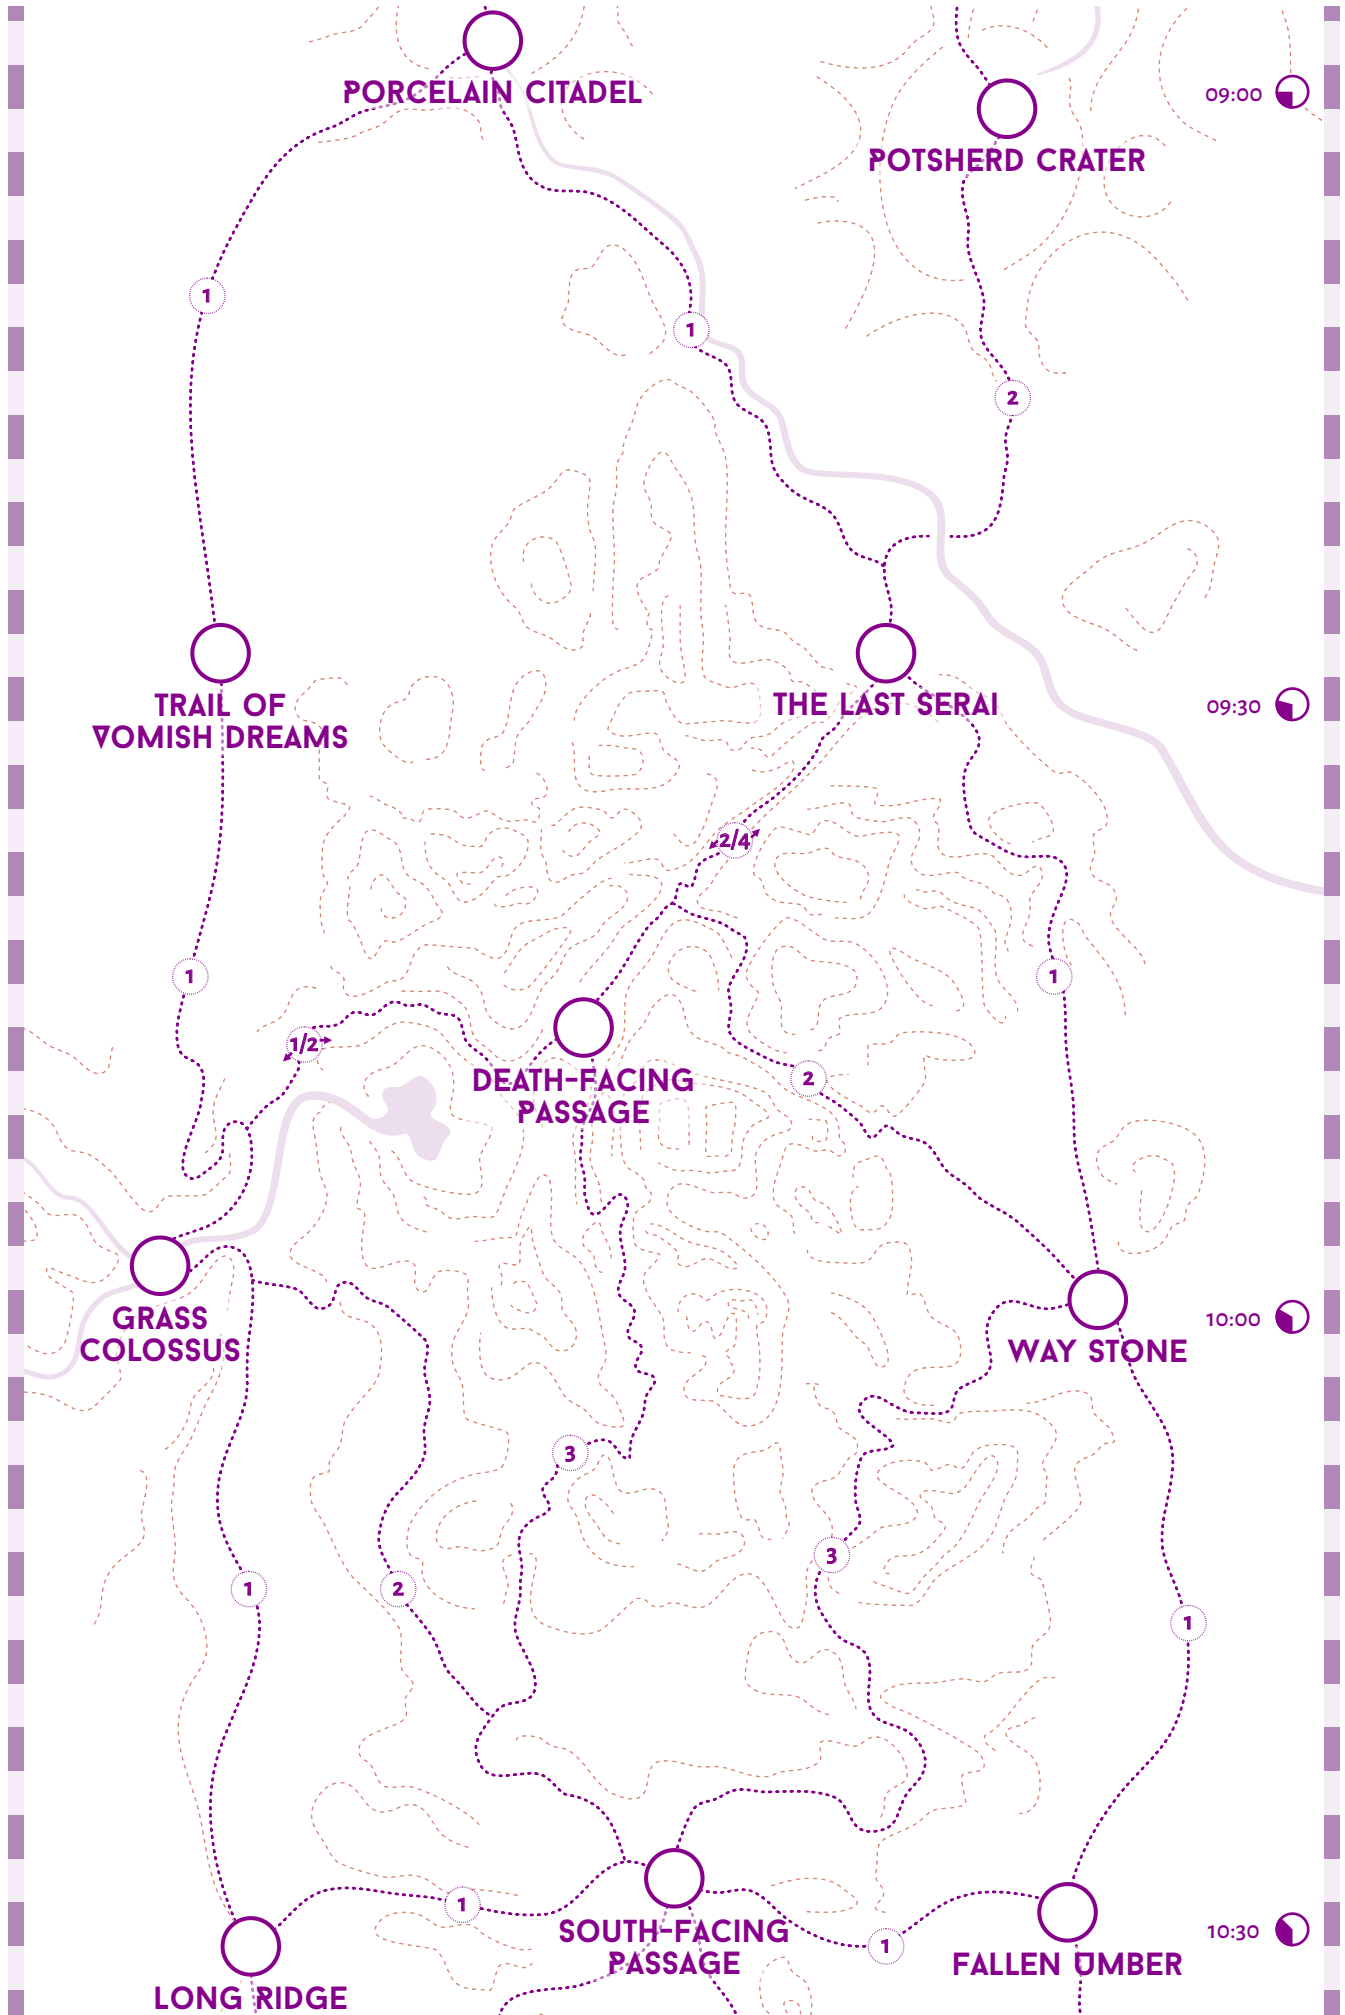 PORCELAIN CITADEL
09:00
POTSHERD CRATER
1
1
2
TRAIL OF
VOMISH DREAMS
THE LAST SERAI
09:30
2/4
1
1
1/2
DEATH-FACING
PASSAGE
2
GRASS
COLOSSUS
10:00
WAY STONE
3
3
1
2
1
1
1
SOUTH-FACING
PASSAGE
10:30
1
FALLEN UMBER
LONG RIDGE